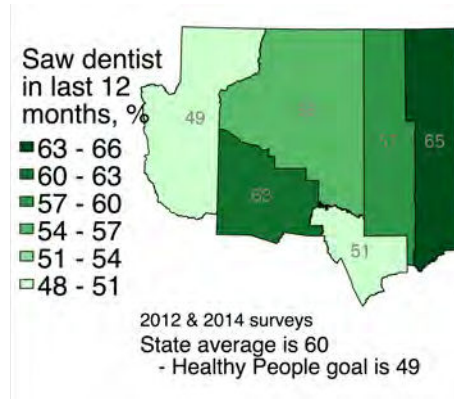 Saw dentist
in last 12
months, %
63 - 66
60 - 63
57 - 60
54 - 57
51 - 54
48 - 51
49
65
63
51
2012 & 2014 surveys
State average is 60
- Healthy People goal is 49